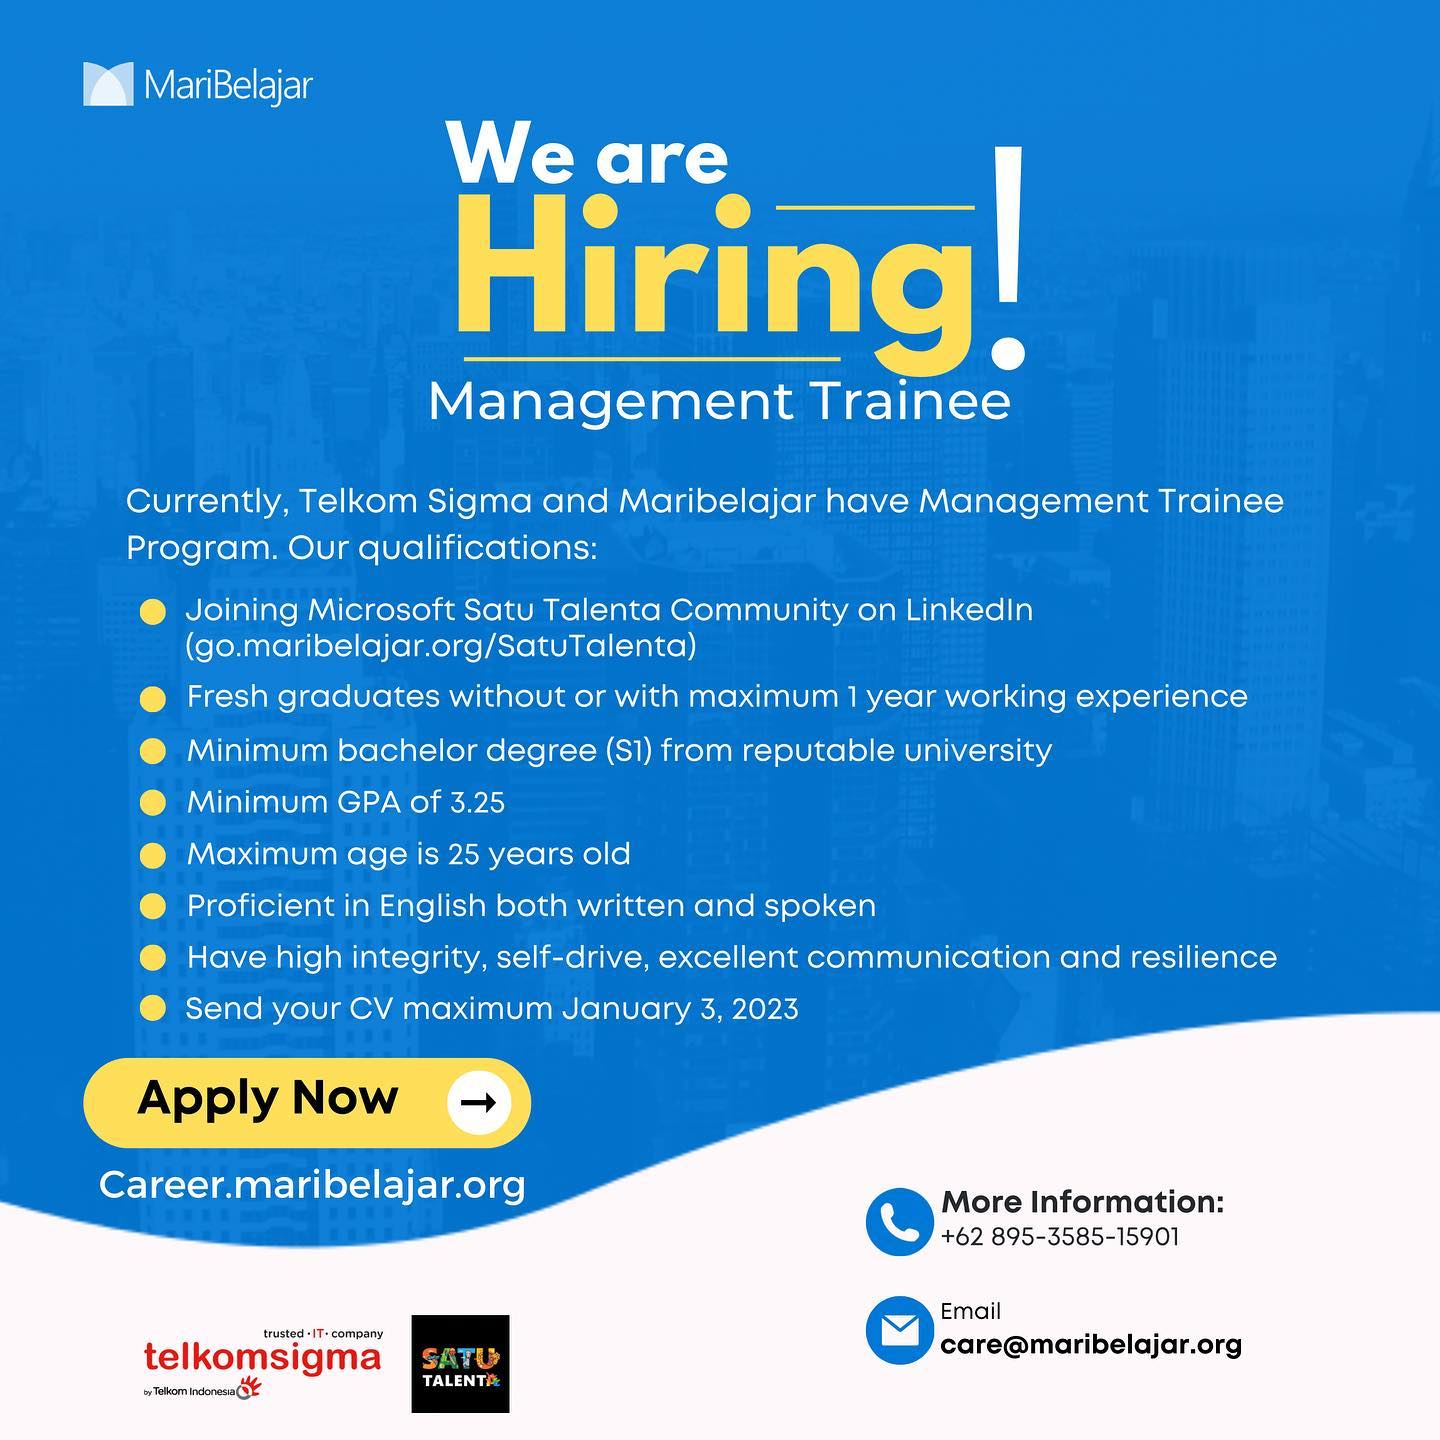 MariBelajar
We are
Hiring!
Management Trainee
Currently, Telkom Sigma and Maribelajar have Management Trainee
Program. Our qualifications:
Joining Microsoft Satu Talenta Community on LinkedIn
(go.maribelajar.org/SatuTalenta)
Fresh graduates without or with maximum 1 year working experience
Minimum bachelor degree (S1) from reputable university
Minimum GPA of 3.25
Maximum age is 25 years old
Proficient in English both written and spoken
Have high integrity, self-drive, excellent communication and resilience
Send your CV maximum January 3, 2023
Apply Now
Career.maribelajar.org
More Information:
+62 895-3585-15901
Email
care@maribelajar.org
trusted · IT · company
telkomsigma
by Telkom Indonesia
SATU
TALENTA